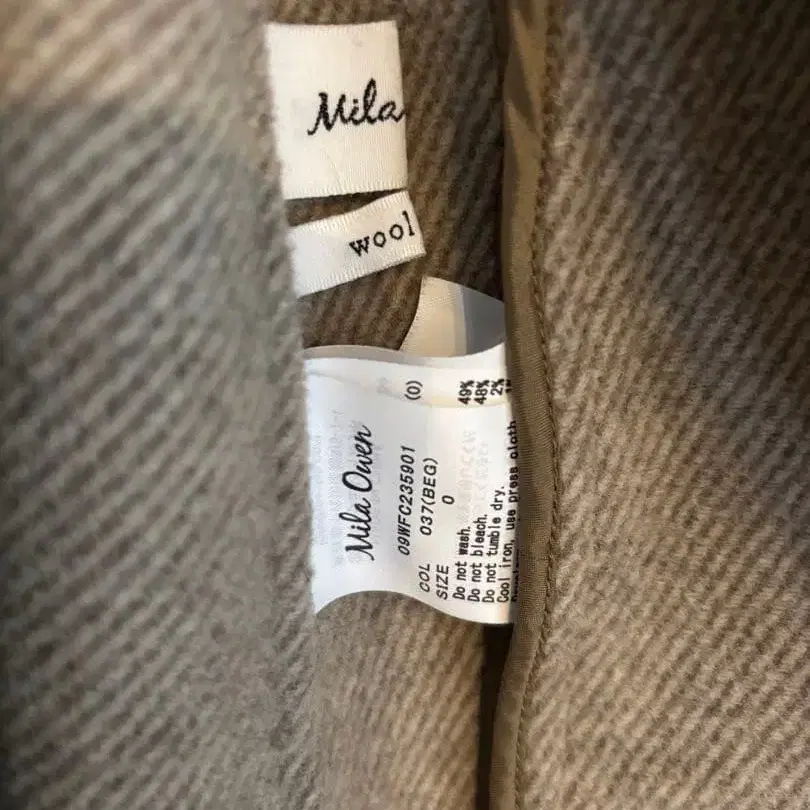 Mila
wool
Mila Owen
09WFC235901
COL 037(BEG)
SIZE 0
Do not wash.
Do not bleach.
Do not tumble dry.
Cool iron, use press cloth
(0)
49%
48%
2%